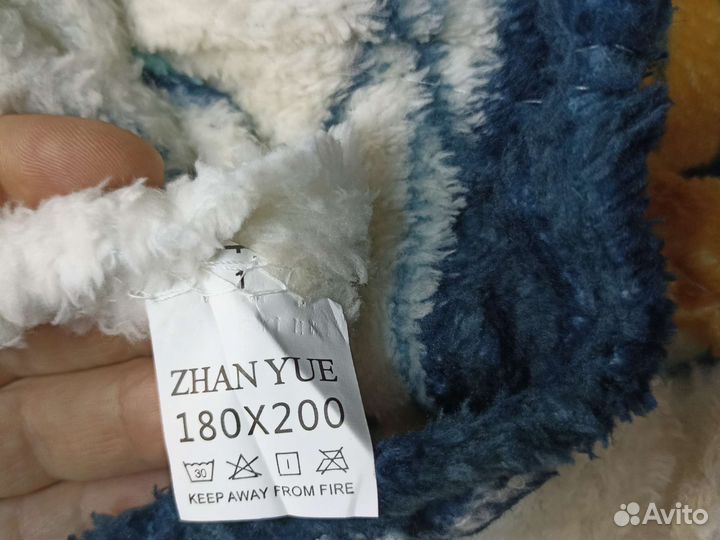 ZHAN YUE
180X200
30
KEEP AWAY FROM FIRE
Avito